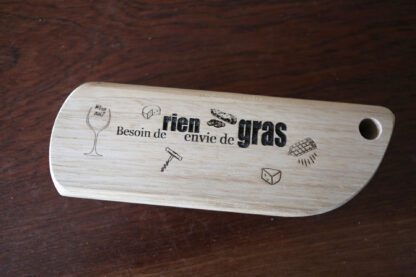 Besoin de rien envie de gras